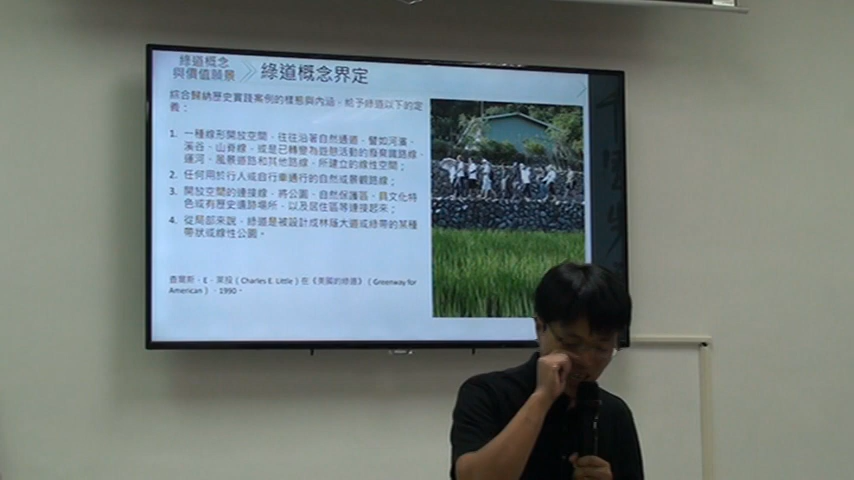 綠道概念
與價值願景
綠道概念界定
綜合歸納歷史實踐案例的樣態與內涵，給予綠道以下的定
義：
1. 一種線形開放空間，往往沿著自然通道，譬如河濱、
溪谷、山脊線，或是已轉變為遊憩活動的廢棄鐵路線、
運河、風景道路和其他路線，所建立的線性空間；
2. 任何用於行人或自行車通行的自然或景觀路線；
3. 開放空間的連接線，將公園、自然保護區、具文化特
色或有歷史遺跡場所，以及居住區等連接起來；
4. 從局部來說，綠道是被設計成林蔭大道或綠帶的某種
帶狀或線性公園。
查爾斯．E．萊投（Charles E. Little）在《美國的綠道》（Greenway for
American），1990。